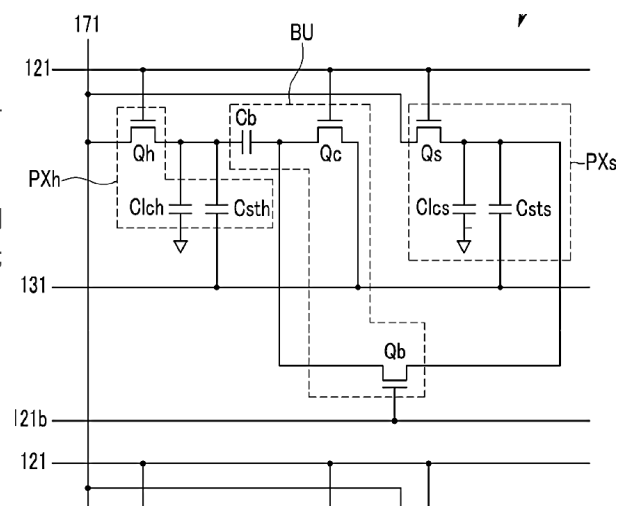 171
BU
121
Cb
Qh
Qc
Qs
PXh
PXs
Clch
Csth
Clcs
Csts
131
Qb
121b
121